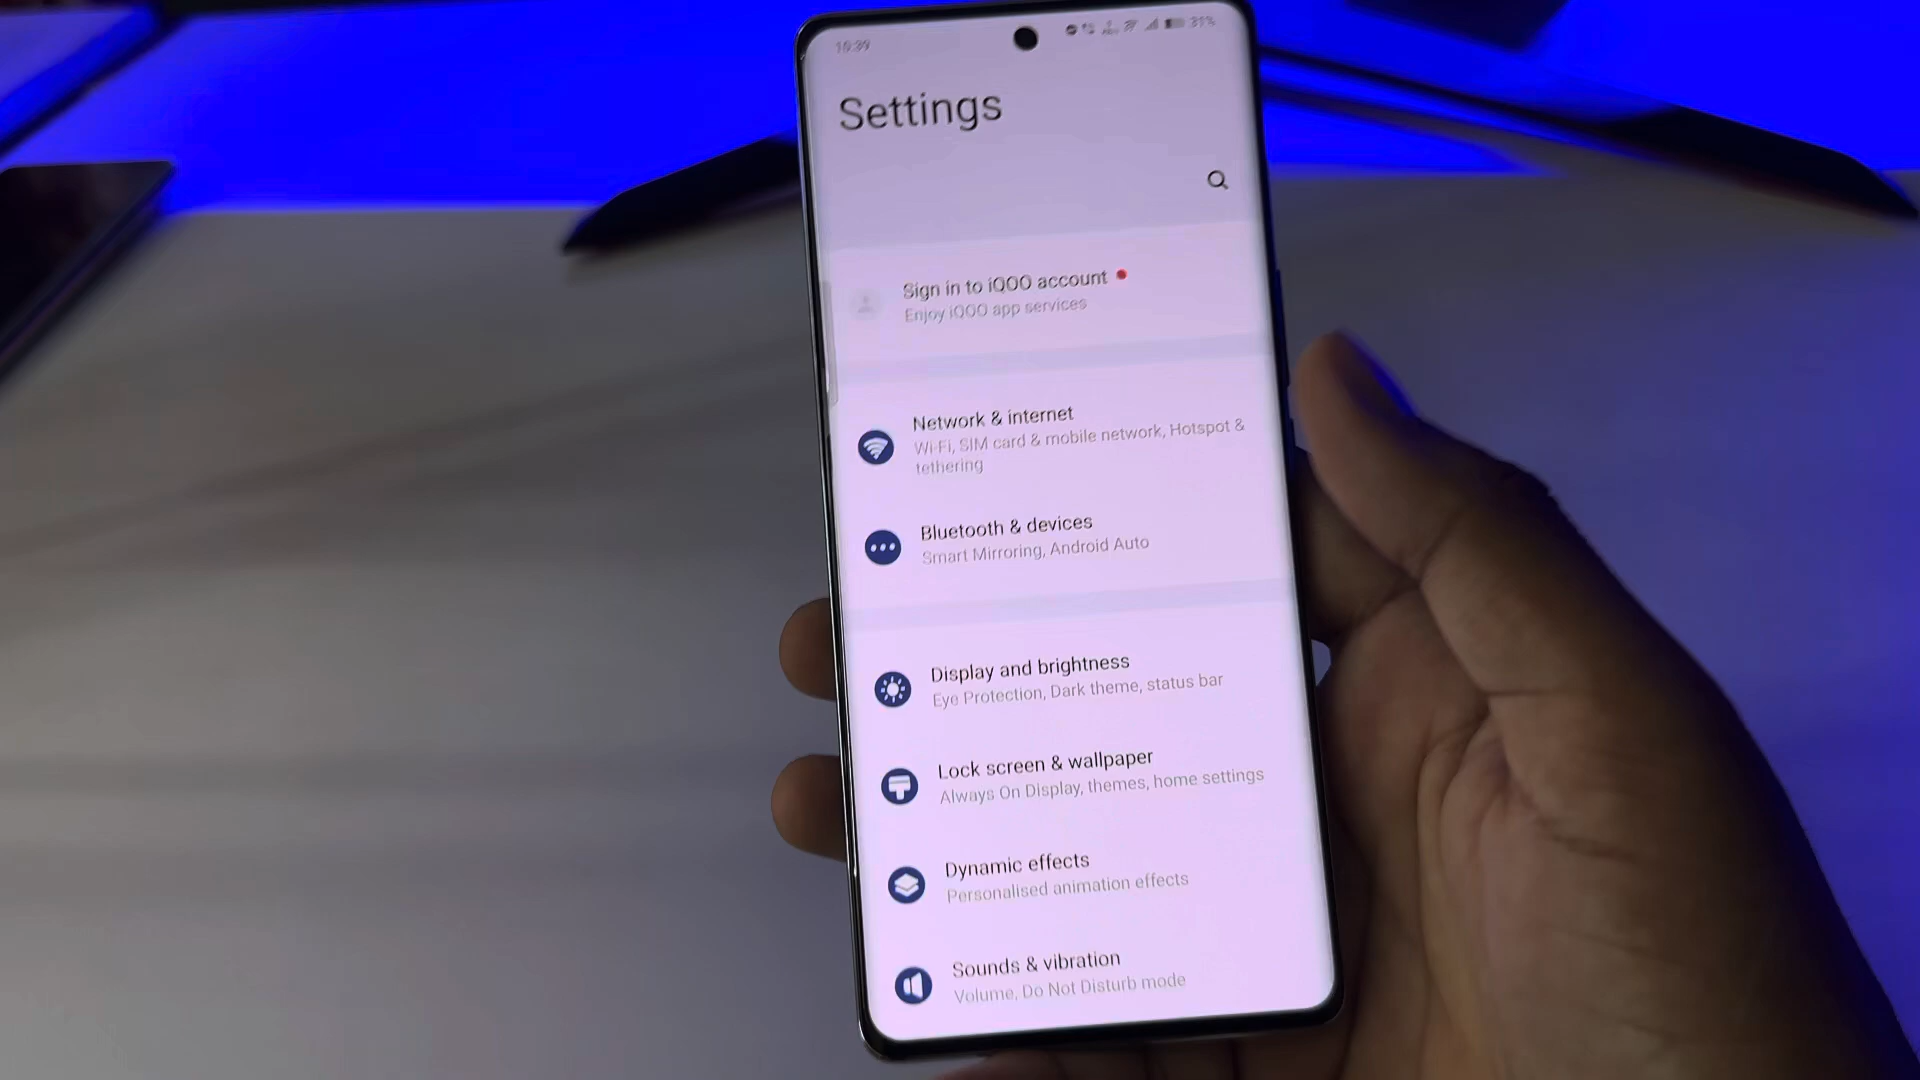 10:39
31%
Settings
Sign in to iQOO account
Enjoy iQOO app services
Network & internet
Wi-Fi, SIM card & mobile network, Hotspot &
tethering
Bluetooth & devices
Smart Mirroring, Android Auto
Display and brightness
Eye Protection, Dark theme, status bar
Lock screen & wallpaper
Always On Display, themes, home settings
Dynamic effects
Personalised animation effects
Sounds & vibration
Volume, Do Not Disturb mode